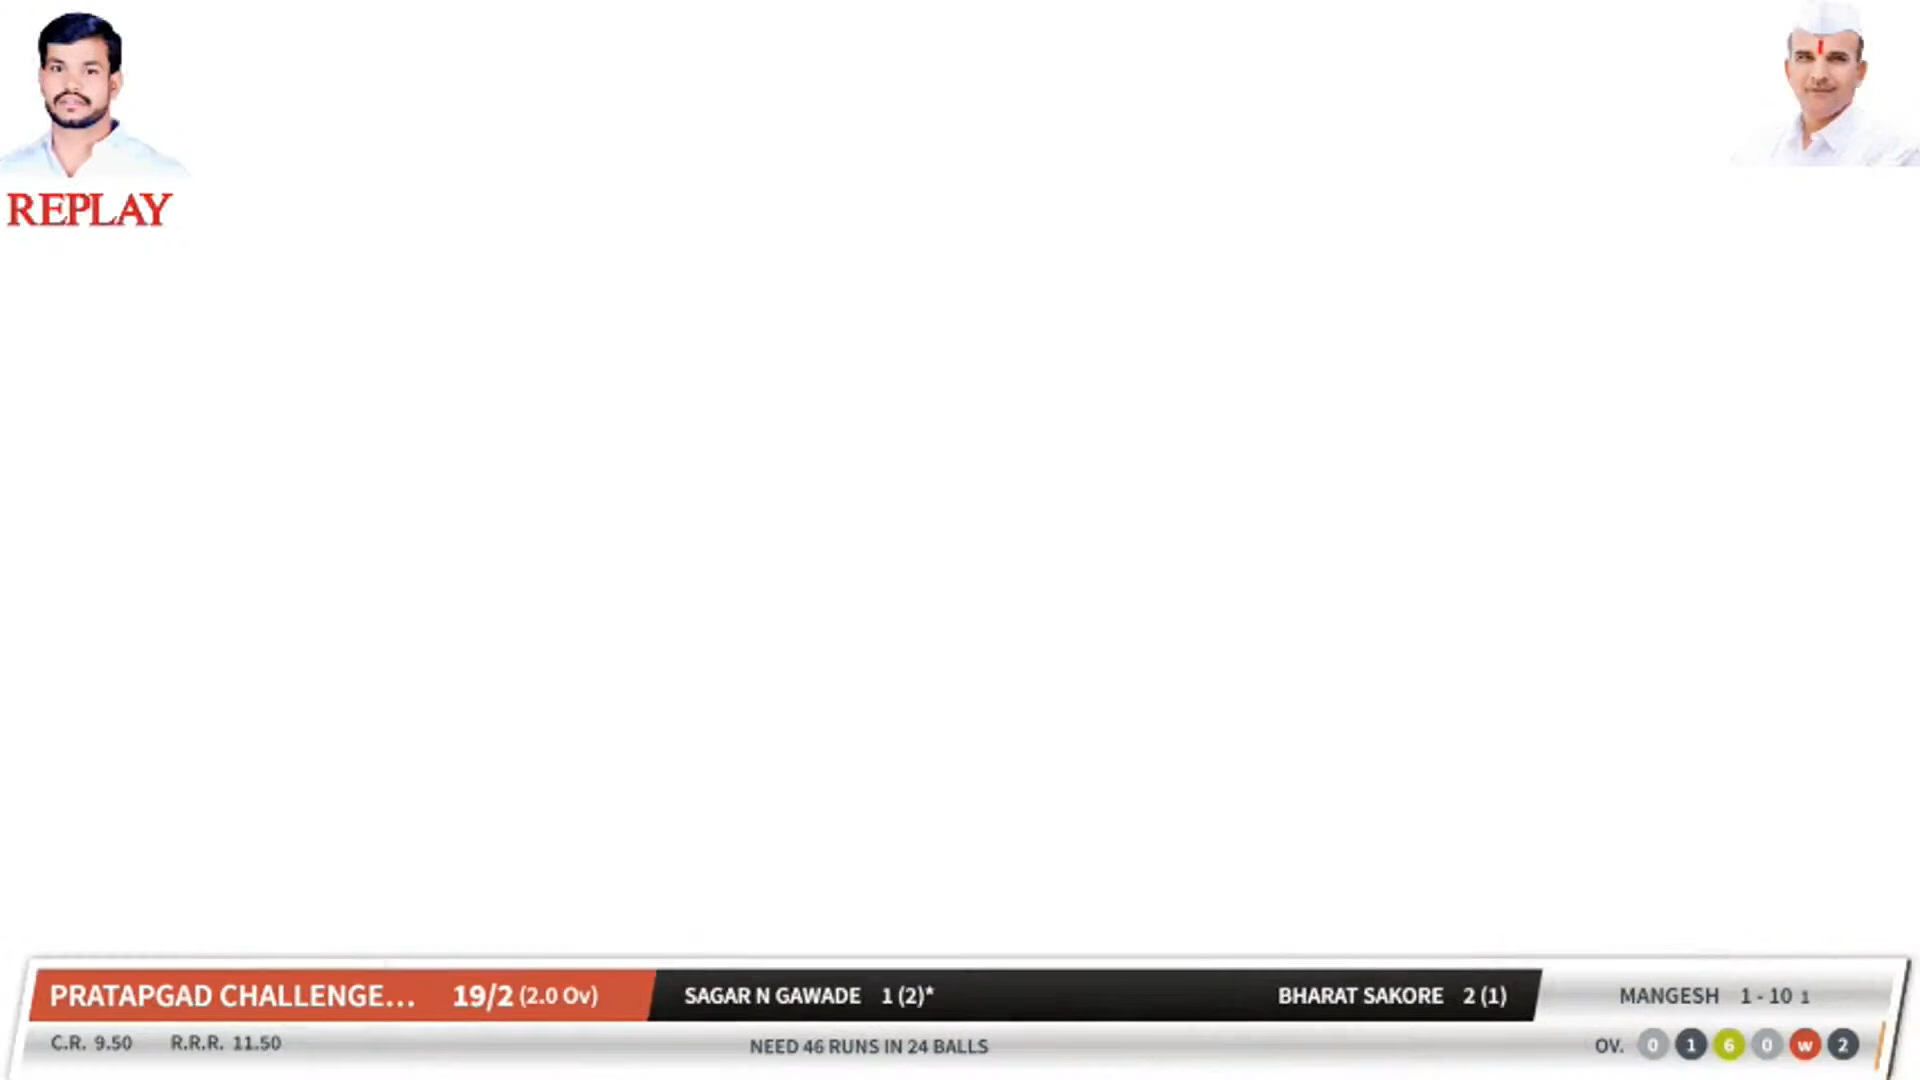 REPLAY
PRATAPGAD CHALLENGE... 19/2 (2.0 Ov) SAGAR N GAWADE 1 (2)* BHARAT SAKORE 2 (1) MANGESH 1 - 10 1
C.R. 9.50 R.R.R. 11.50 NEED 46 RUNS IN 24 BALLS OV. 0 1 6 0 W 2